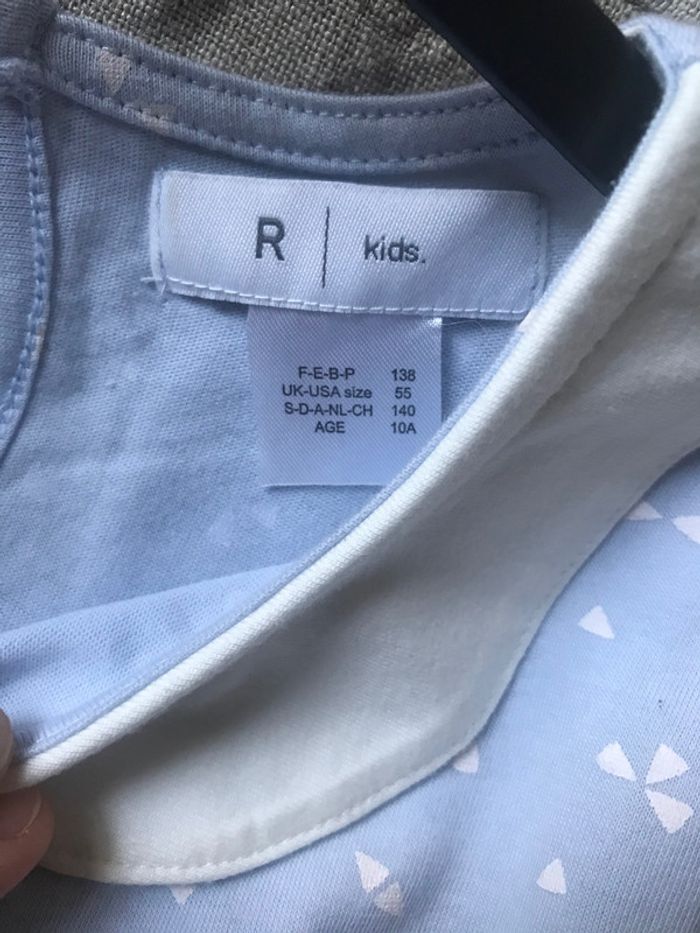 R | kids.
F-E-B-P 138
UK-USA size 55
S-D-A-NL-CH 140
AGE 10A